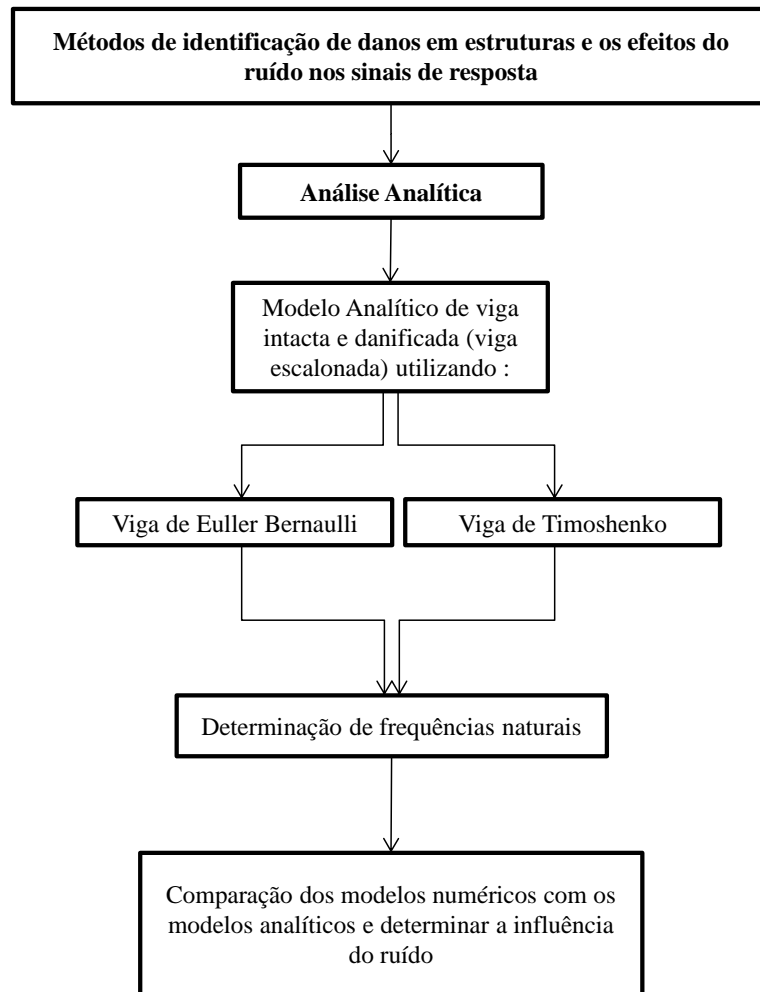 Métodos de identificação de danos em estruturas e os efeitos do
ruído nos sinais de resposta
Análise Analítica
Modelo Analítico de viga
intacta e danificada (viga
escalonada) utilizando :
Viga de Euller Bernaulli
Viga de Timoshenko
Determinação de frequências naturais
Comparação dos modelos numéricos com os
modelos analíticos e determinar a influência
do ruído